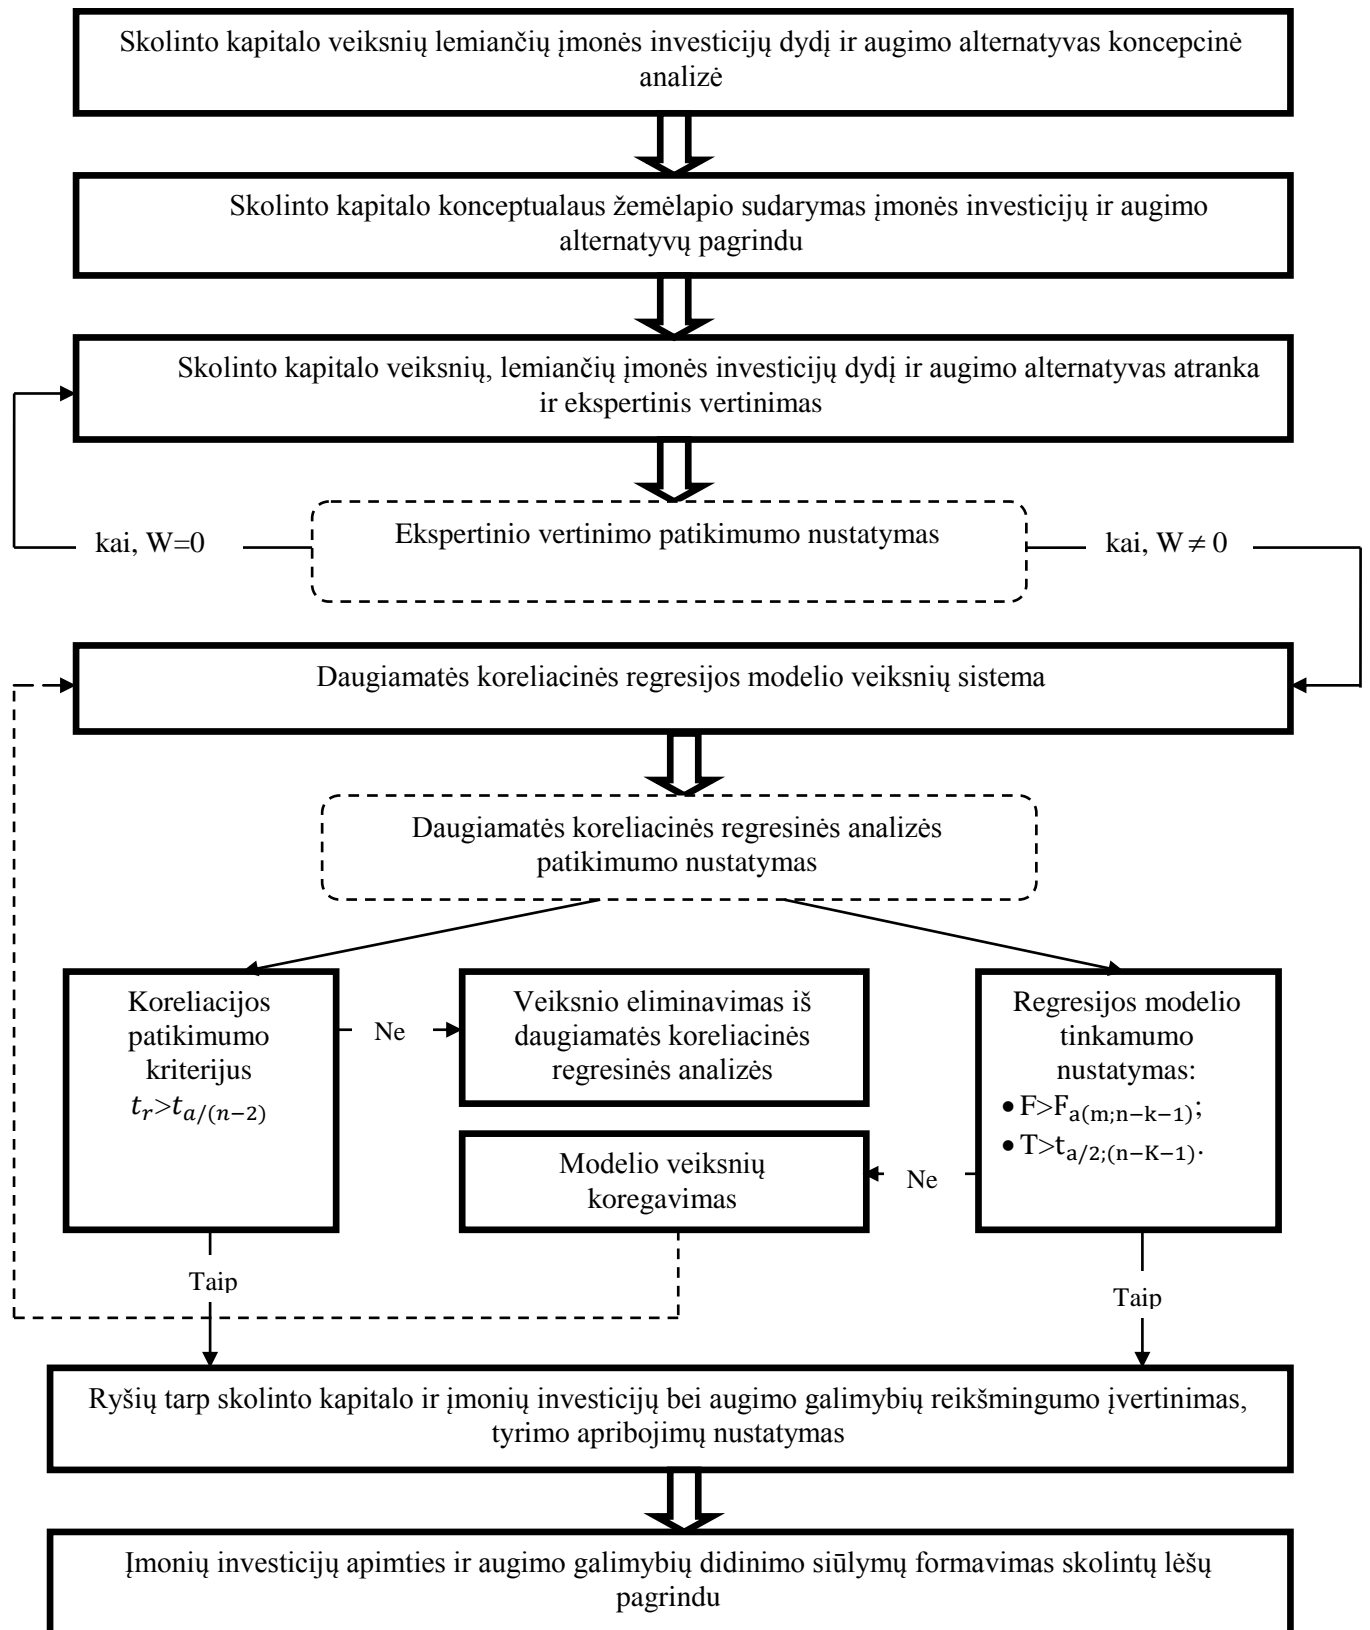 Skolinto kapitalo veiksnių lemiančių įmonės investicijų dydį ir augimo alternatyvas koncepcinė
analizė
Skolinto kapitalo konceptualaus žemėlapio sudarymas įmonės investicijų ir augimo
alternatyvų pagrindu
Skolinto kapitalo veiksnių, lemiančių įmonės investicijų dydį ir augimo alternatyvas atranka
ir ekspertinis vertinimas
kai, W=0
Ekspertinio vertinimo patikimumo nustatymas
kai, W ≠ 0
Daugiamatės koreliacinės regresijos modelio veiksnių sistema
Daugiamatės koreliacinės regresinės analizės
patikimumo nustatymas
Koreliacijos
patikimumo
kriterijus
$t_r$>$t_{a/(n-2)}$
Ne
Veiksnio eliminavimas iš
daugiamatės koreliacinės
regresinės analizės
Regresijos modelio
tinkamumo
nustatymas:
• F>F_{a(m;n−k−1)};
• T>t_{a/2;(n−K−1)}.
Modelio veiksnių
koregavimas
Ne
Taip
Taip
Ryšių tarp skolinto kapitalo ir įmonių investicijų bei augimo galimybių reikšmingumo įvertinimas,
tyrimo apribojimų nustatymas
Įmonių investicijų apimties ir augimo galimybių didinimo siūlymų formavimas skolintų lėšų
pagrindu